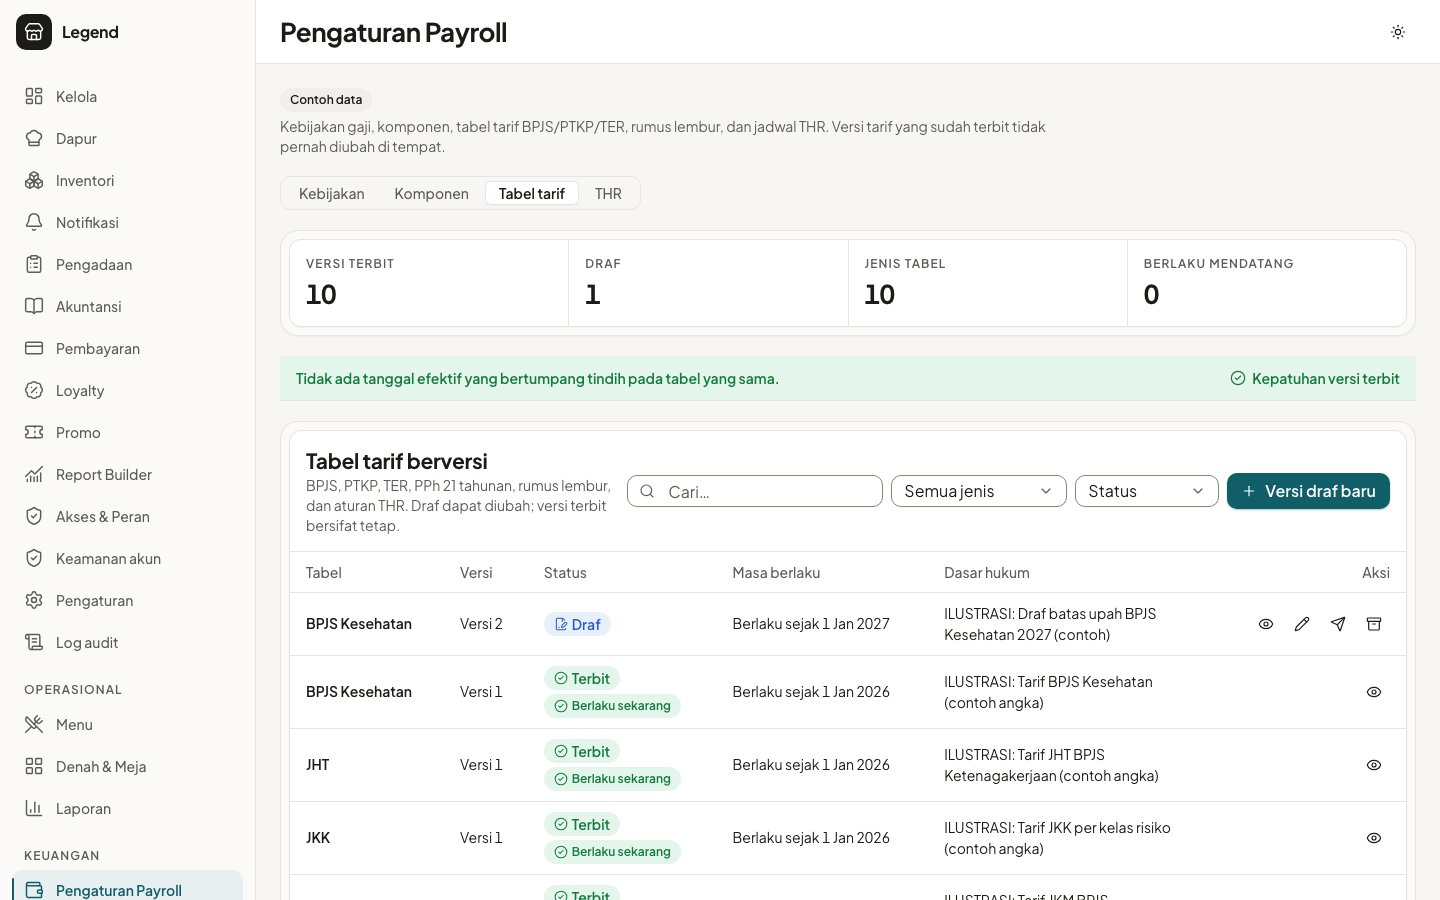 Legend
Kelola
Dapur
Inventori
Notifikasi
Pengadaan
Akuntansi
Pembayaran
Loyalty
Promo
Report Builder
Akses & Peran
Keamanan akun
Pengaturan
Log audit
OPERASIONAL
Menu
Denah & Meja
Laporan
KEUANGAN
Pengaturan Payroll
Pengaturan Payroll
Contoh data
Kebijakan gaji, komponen, tabel tarif BPJS/PTKP/TER, rumus lembur, dan jadwal THR. Versi tarif yang sudah terbit tidak
pernah diubah di tempat.
Kebijakan Komponen Tabel tarif THR
VERSI TERBIT DRAF JENIS TABEL BERLAKU MENDATANG
10 1 10 0
Tidak ada tanggal efektif yang bertumpang tindih pada tabel yang sama. Kepatuhan versi terbit
Tabel tarif berversi
BPJS, PTKP, TER, PPh 21 tahunan, rumus lembur,
dan aturan THR. Draf dapat diubah; versi terbit
bersifat tetap.
Cari... Semua jenis Status Versi draf baru
Tabel Versi Status Masa berlaku Dasar hukum Aksi
BPJS Kesehatan Versi 2 Draf Berlaku sejak 1 Jan 2027 ILUSTRASI: Draf batas upah BPJS
Kesehatan 2027 (contoh)
BPJS Kesehatan Versi 1 Terbit Berlaku sekarang Berlaku sejak 1 Jan 2026 ILUSTRASI: Tarif BPJS Kesehatan
(contoh angka)
JHT Versi 1 Terbit Berlaku sekarang Berlaku sejak 1 Jan 2026 ILUSTRASI: Tarif JHT BPJS
Ketenagakerjaan (contoh angka)
JKK Versi 1 Terbit Berlaku sekarang Berlaku sejak 1 Jan 2026 ILUSTRASI: Tarif JKK per kelas risiko
(contoh angka)
Terbit ILUSTRASI: Tarif JKM BPJS